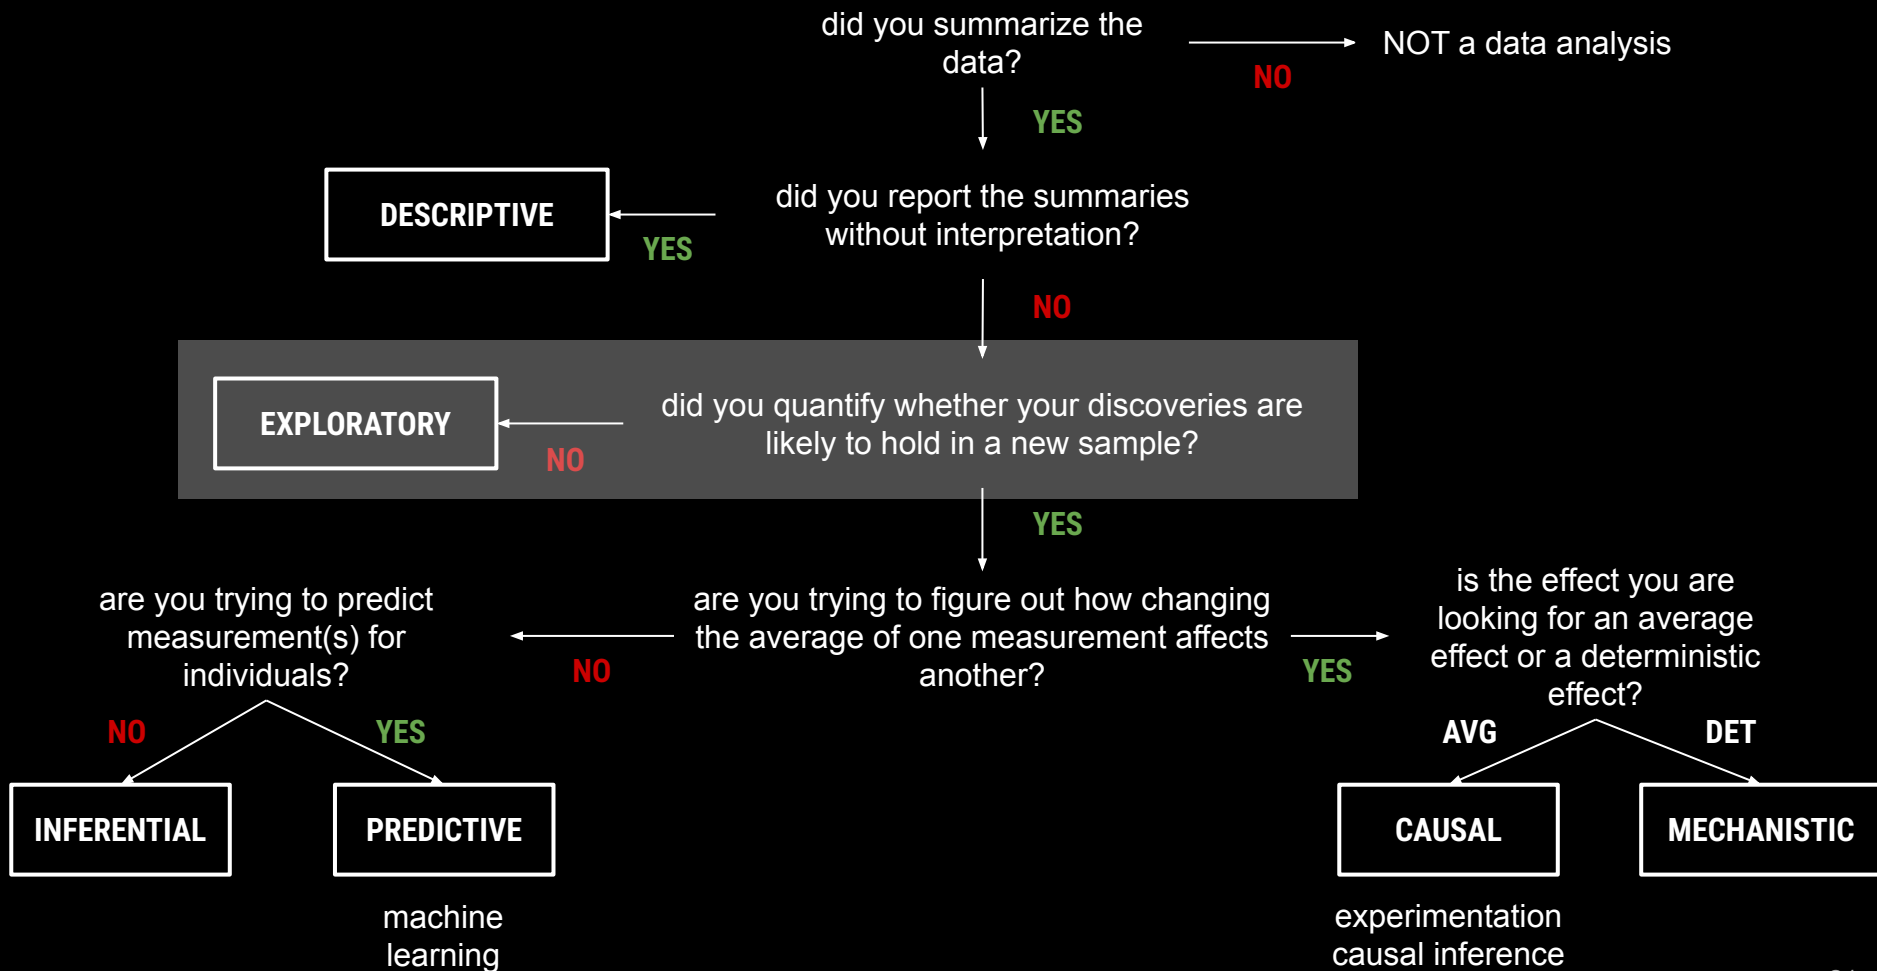 did you summarize the
data?
NOT a data analysis
NO
YES
DESCRIPTIVE
did you report the summaries
without interpretation?
YES
NO
EXPLORATORY
did you quantify whether your discoveries are
likely to hold in a new sample?
NO
YES
are you trying to predict
measurement(s) for
individuals?
are you trying to figure out how changing
the average of one measurement affects
another?
is the effect you are
looking for an average
effect or a deterministic
effect?
NO
YES
NO
YES
AVG
DET
INFERENTIAL
PREDICTIVE
CAUSAL
MECHANISTIC
machine
learning
experimentation
causal inference